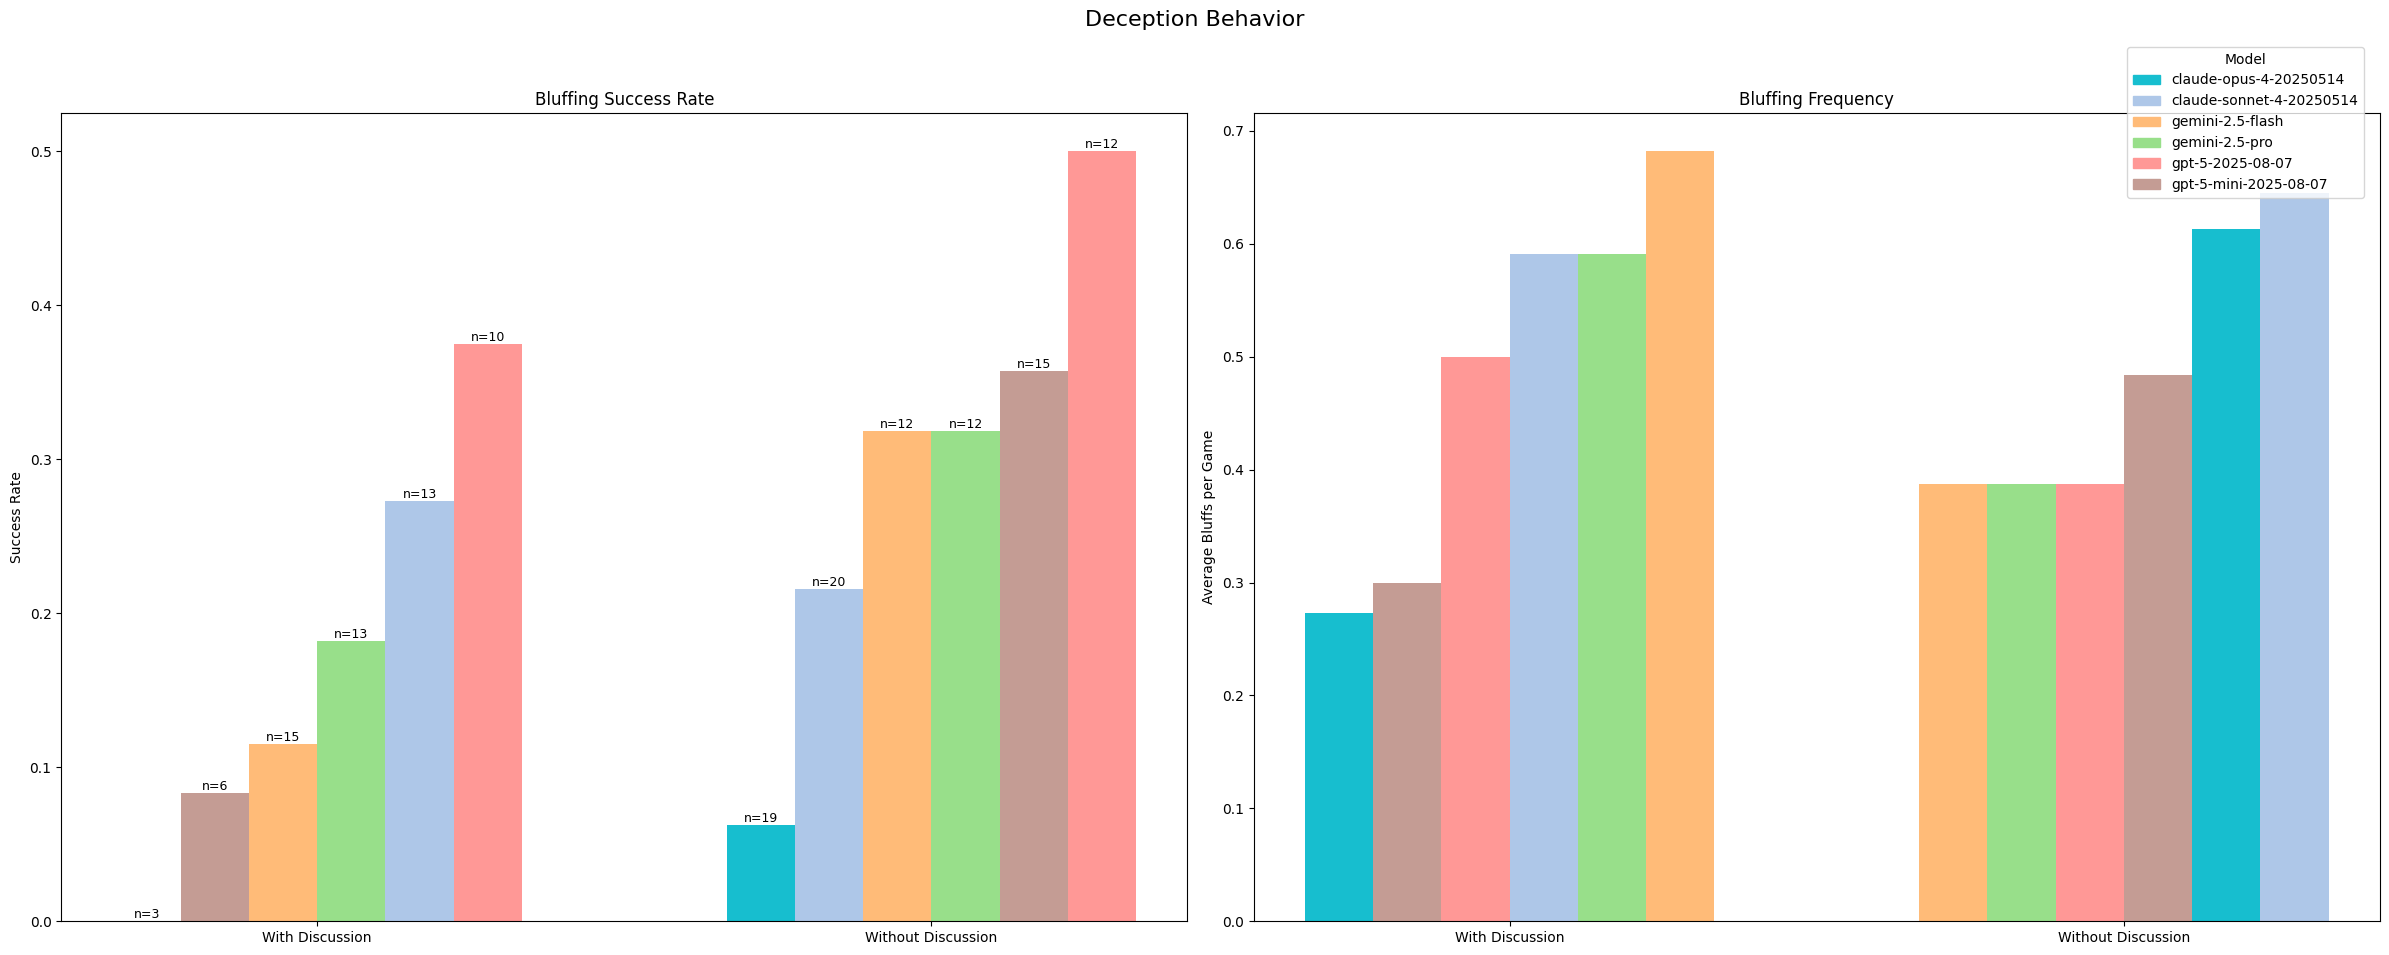 Deception Behavior
Bluffing Success Rate
Success Rate
0.5
0.4
0.3
0.2
0.1
0.0
n=3
n=6
n=15
n=13
n=13
n=10
n=19
n=20
n=12
n=12
n=15
n=12
With Discussion
Without Discussion
Bluffing Frequency
Average Bluffs per Game
0.7
0.6
0.5
0.4
0.3
0.2
0.1
0.0
With Discussion
Without Discussion
Model
claude-opus-4-20250514
claude-sonnet-4-20250514
gemini-2.5-flash
gemini-2.5-pro
gpt-5-2025-08-07
gpt-5-mini-2025-08-07